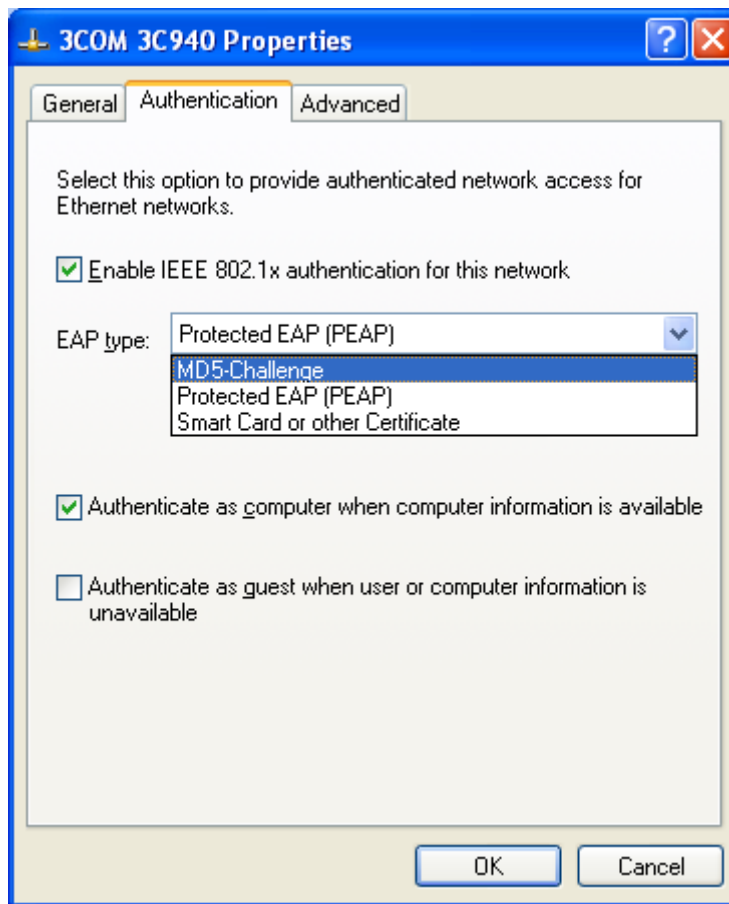 3COM 3C940 Properties
General
Authentication
Advanced
Select this option to provide authenticated network access for
Ethernet networks.
Enable IEEE 802.1x authentication for this network
EAP type:
Protected EAP (PEAP)
MD5-Challenge
Protected EAP (PEAP)
Smart Card or other Certificate
Authenticate as computer when computer information is available
Authenticate as guest when user or computer information is
unavailable
OK
Cancel